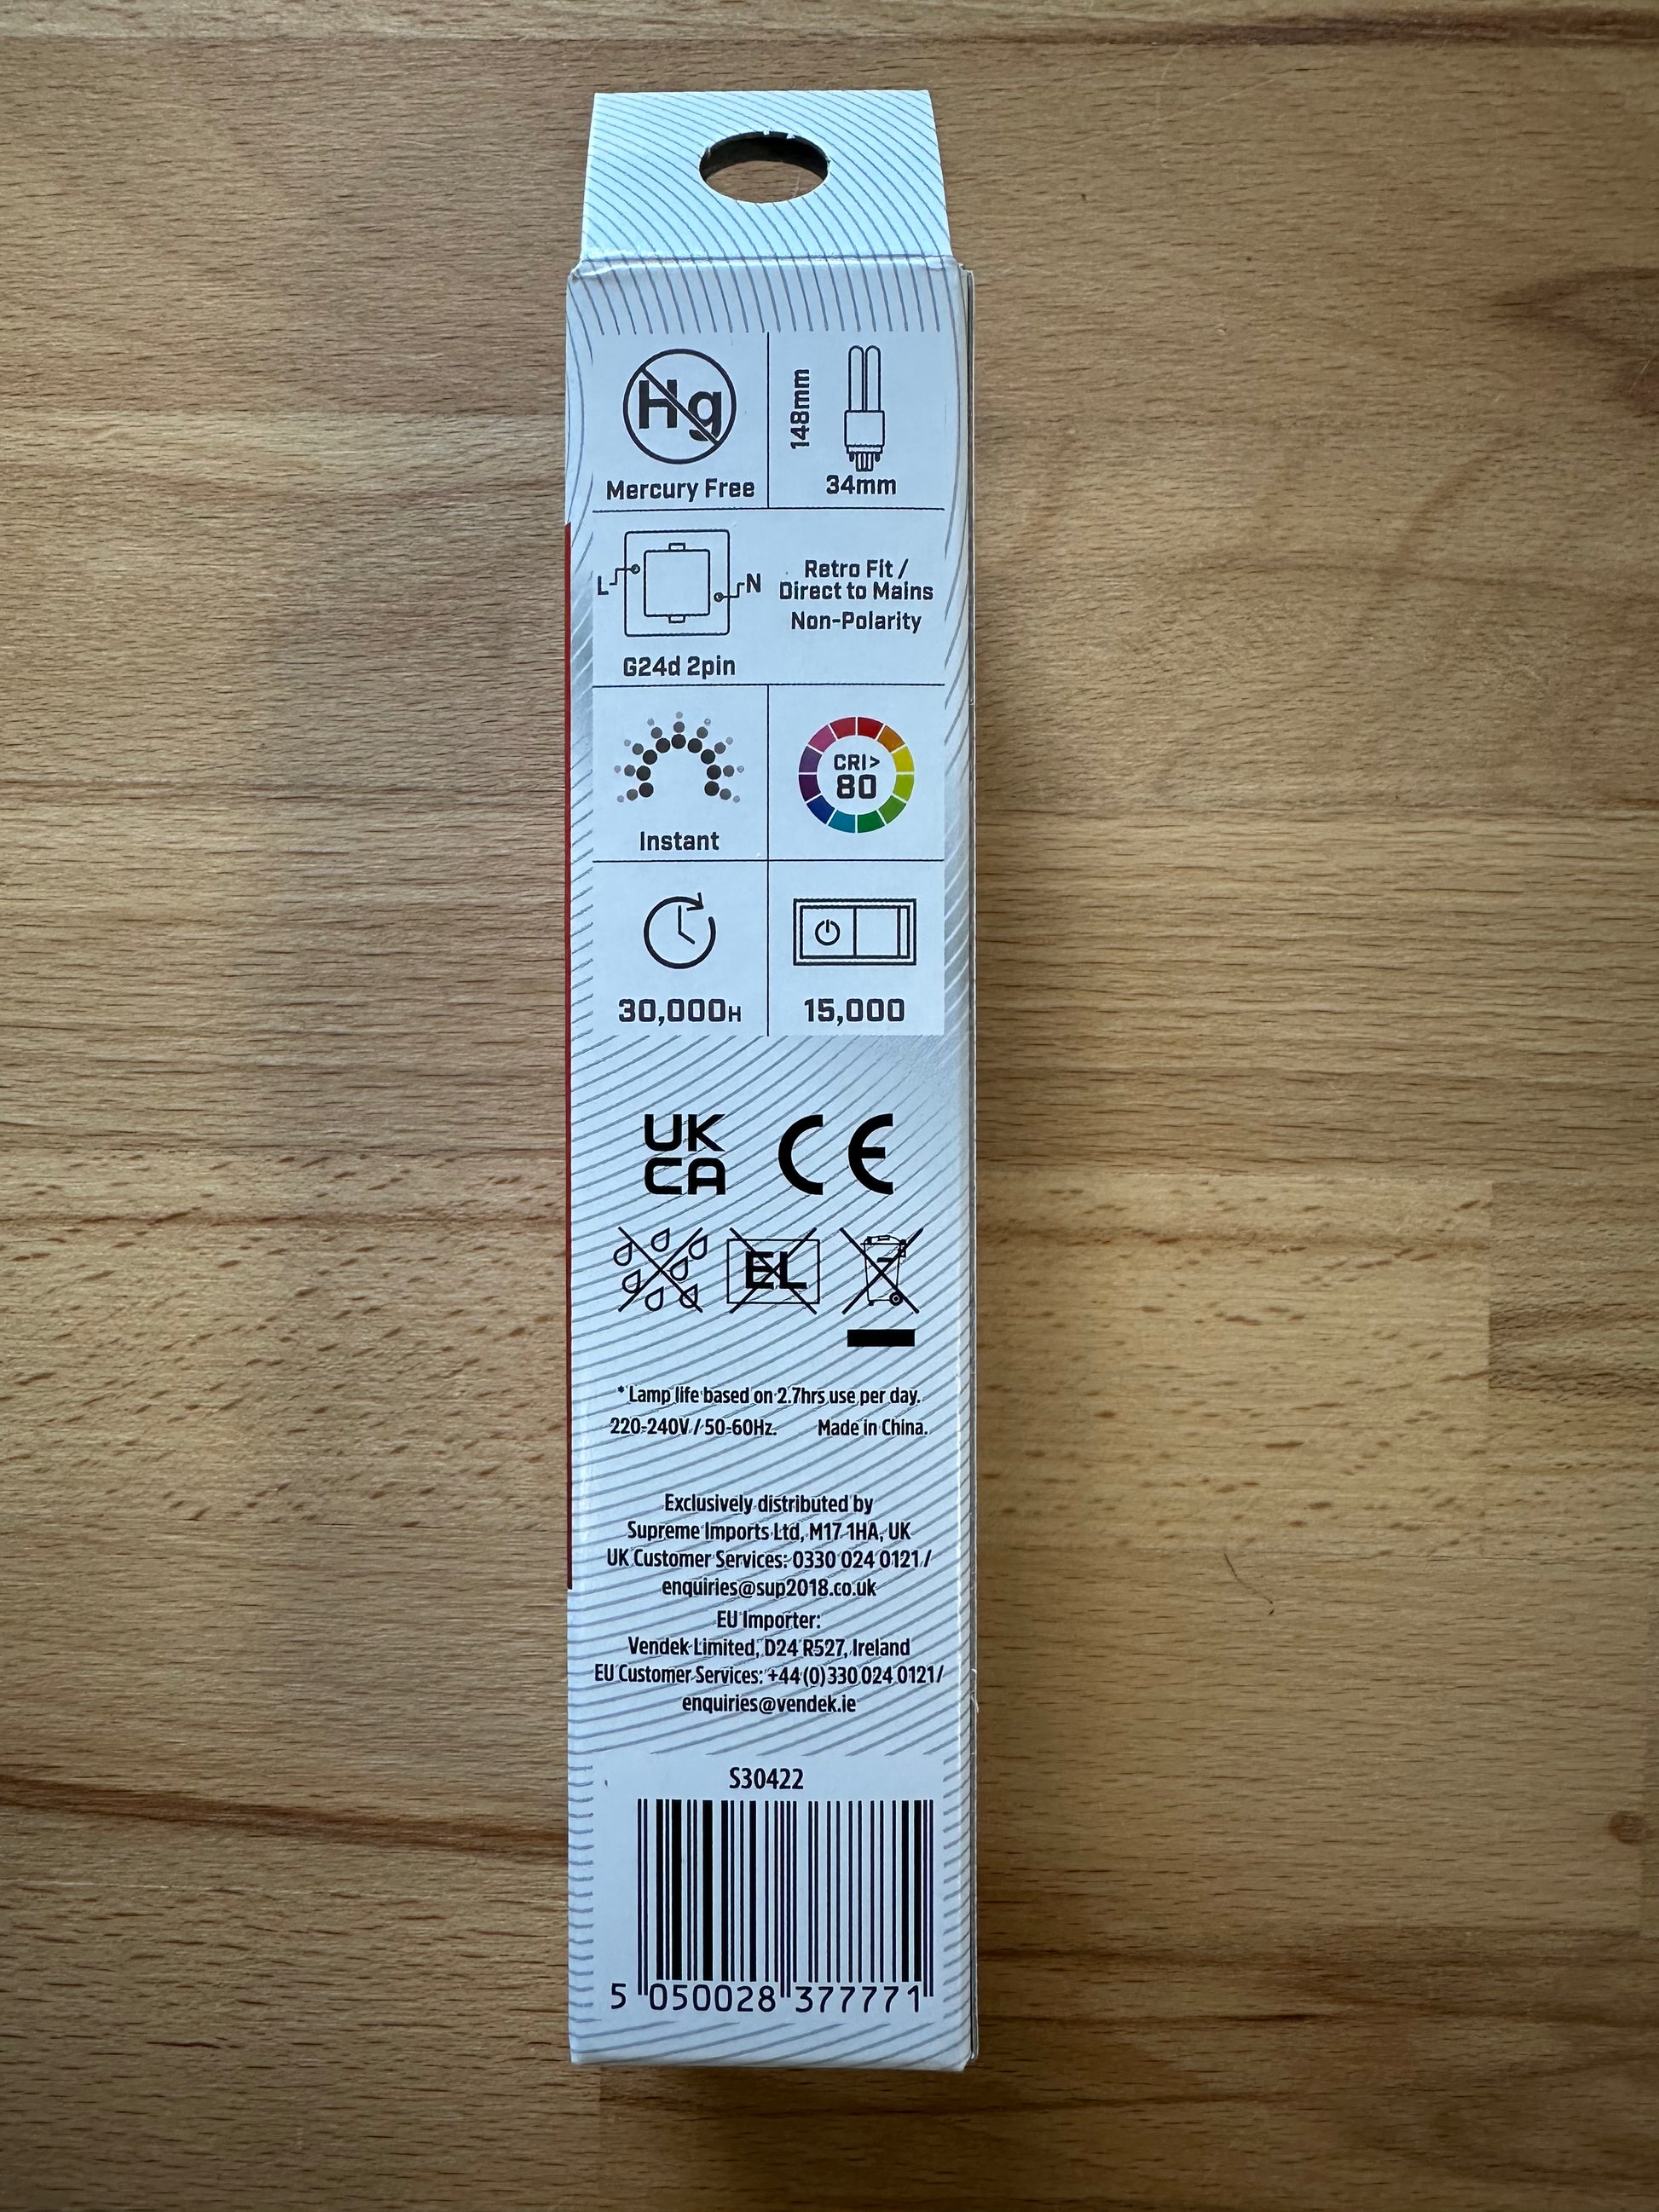 Hg
Mercury Free
148mm
34mm
L
N
G24d 2pin
Retro Fit /
Direct to Mains
Non-Polarity
Instant
CRI>
80
30,000H
15,000
UK
CA
CE
EL
*Lamp life based on 2.7hrs use per day.
220-240V / 50-60Hz. Made in China.
Exclusively distributed by
Supreme Imports Ltd, M17 1HA, UK
UK Customer Services: 0330 024 0121 /
enquiries@sup2018.co.uk
EU Importer:
Vendek Limited, D24 R527, Ireland
EU Customer Services: +44 (0)330 024 0121/
enquiries@vendek.ie
S30422
5 050028 377771